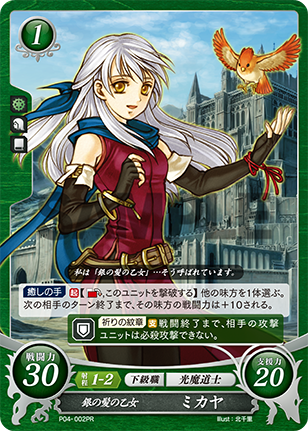 1
私は「銀の髪の乙女」…そう呼ばれています。
癒しの手 起【 、このユニットを撃破する】他の味方を1体選ぶ。
次の相手のターン終了まで、その味方の戦闘力は+10される。
祈りの紋章 支 戦闘終了まで、相手の攻撃
ユニットは必殺攻撃できない。
戦闘力 30
射程 1-2 下級職 光魔道士
支援力 20
銀の髪の乙女 ミカヤ
P04-002PR Illust:北千里